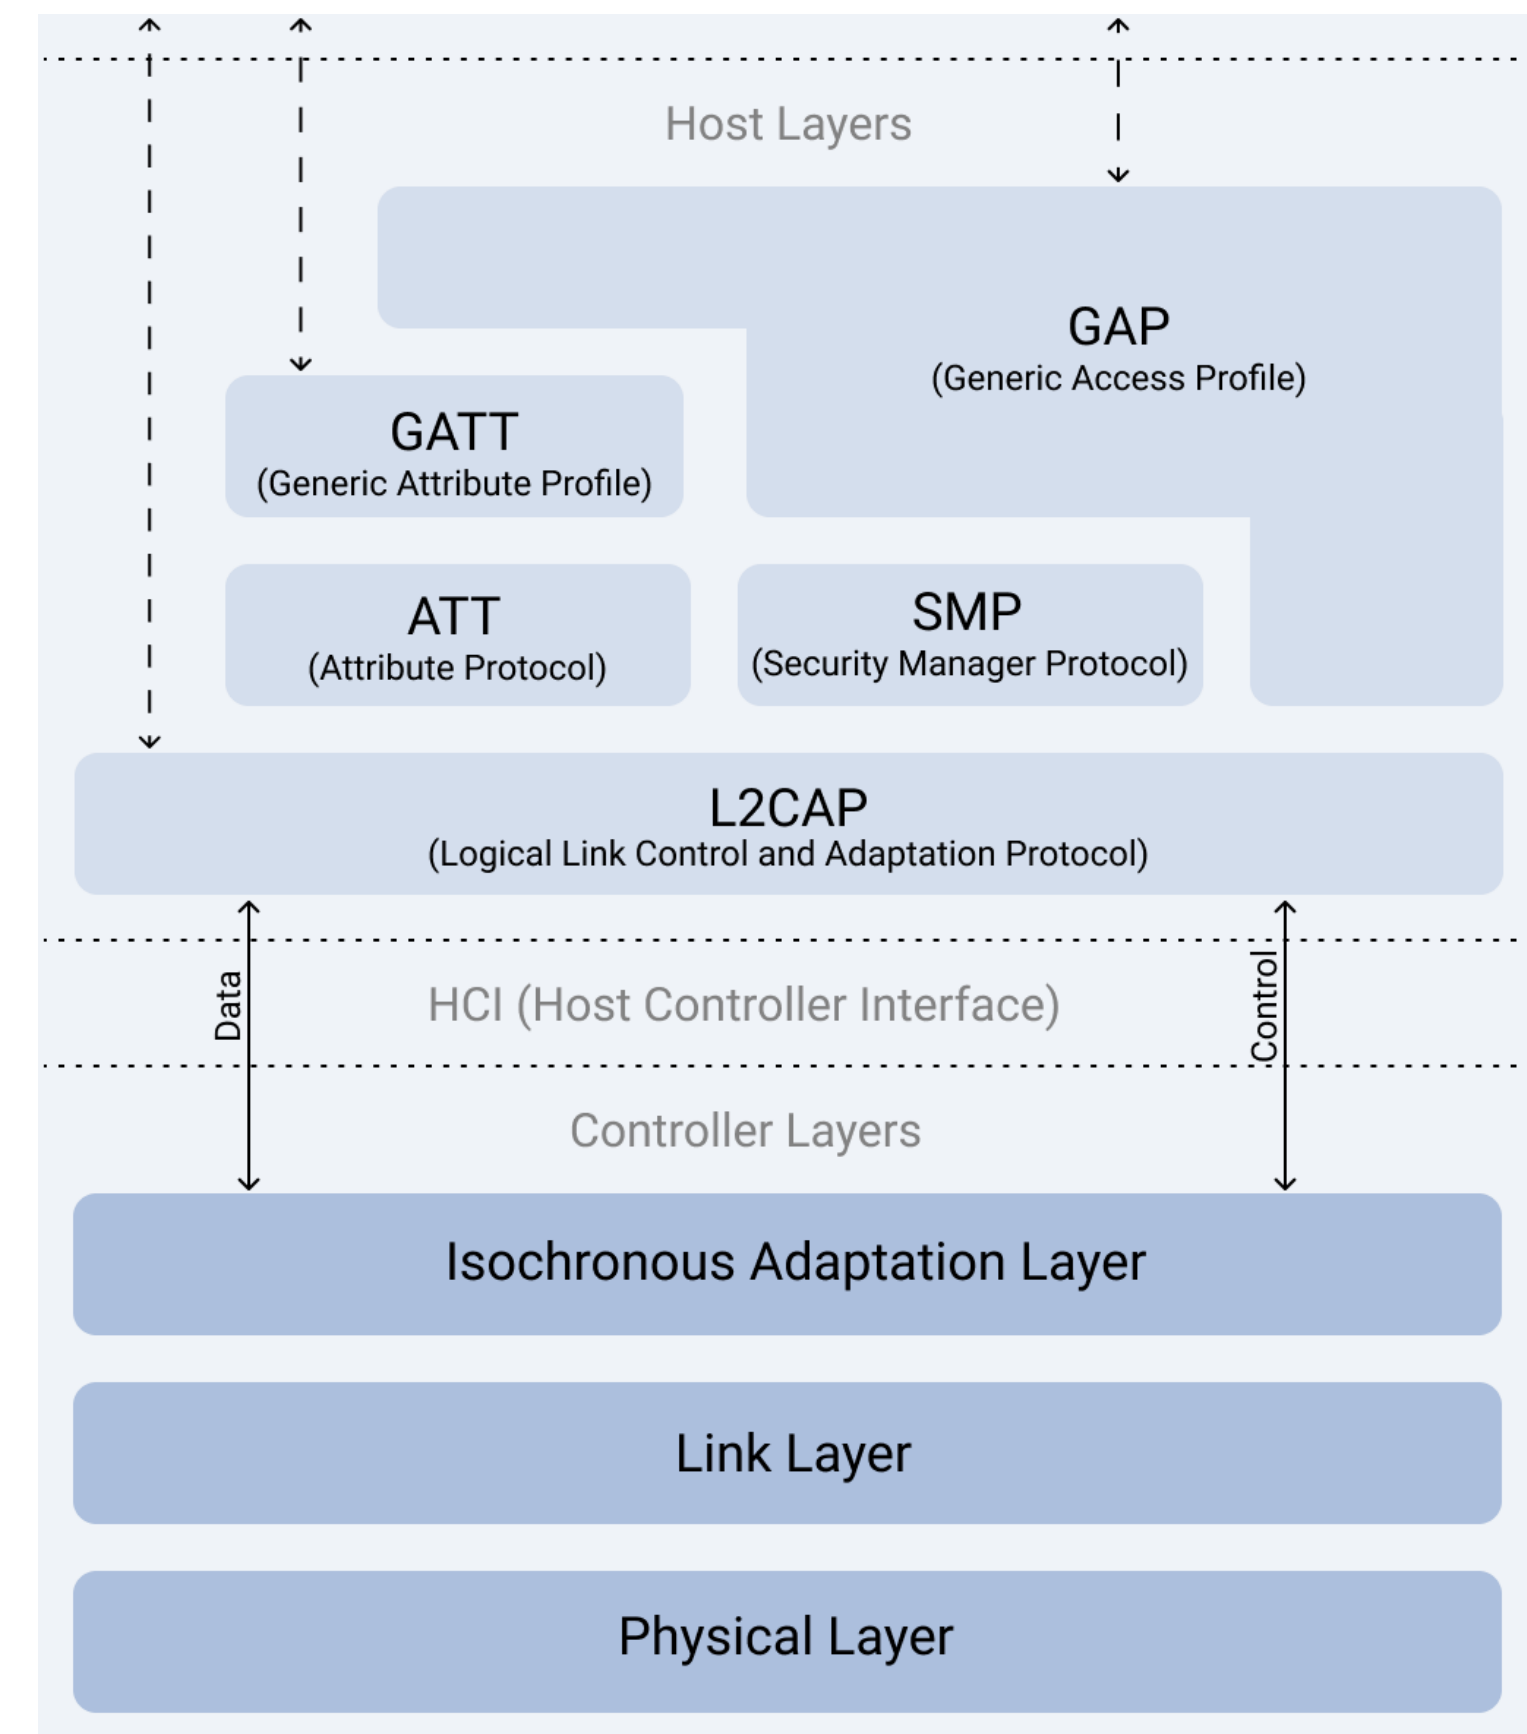 Host Layers
GAP
(Generic Access Profile)
GATT
(Generic Attribute Profile)
ATT
(Attribute Protocol)
SMP
(Security Manager Protocol)
L2CAP
(Logical Link Control and Adaptation Protocol)
Data
HCI (Host Controller Interface)
Control
Controller Layers
Isochronous Adaptation Layer
Link Layer
Physical Layer